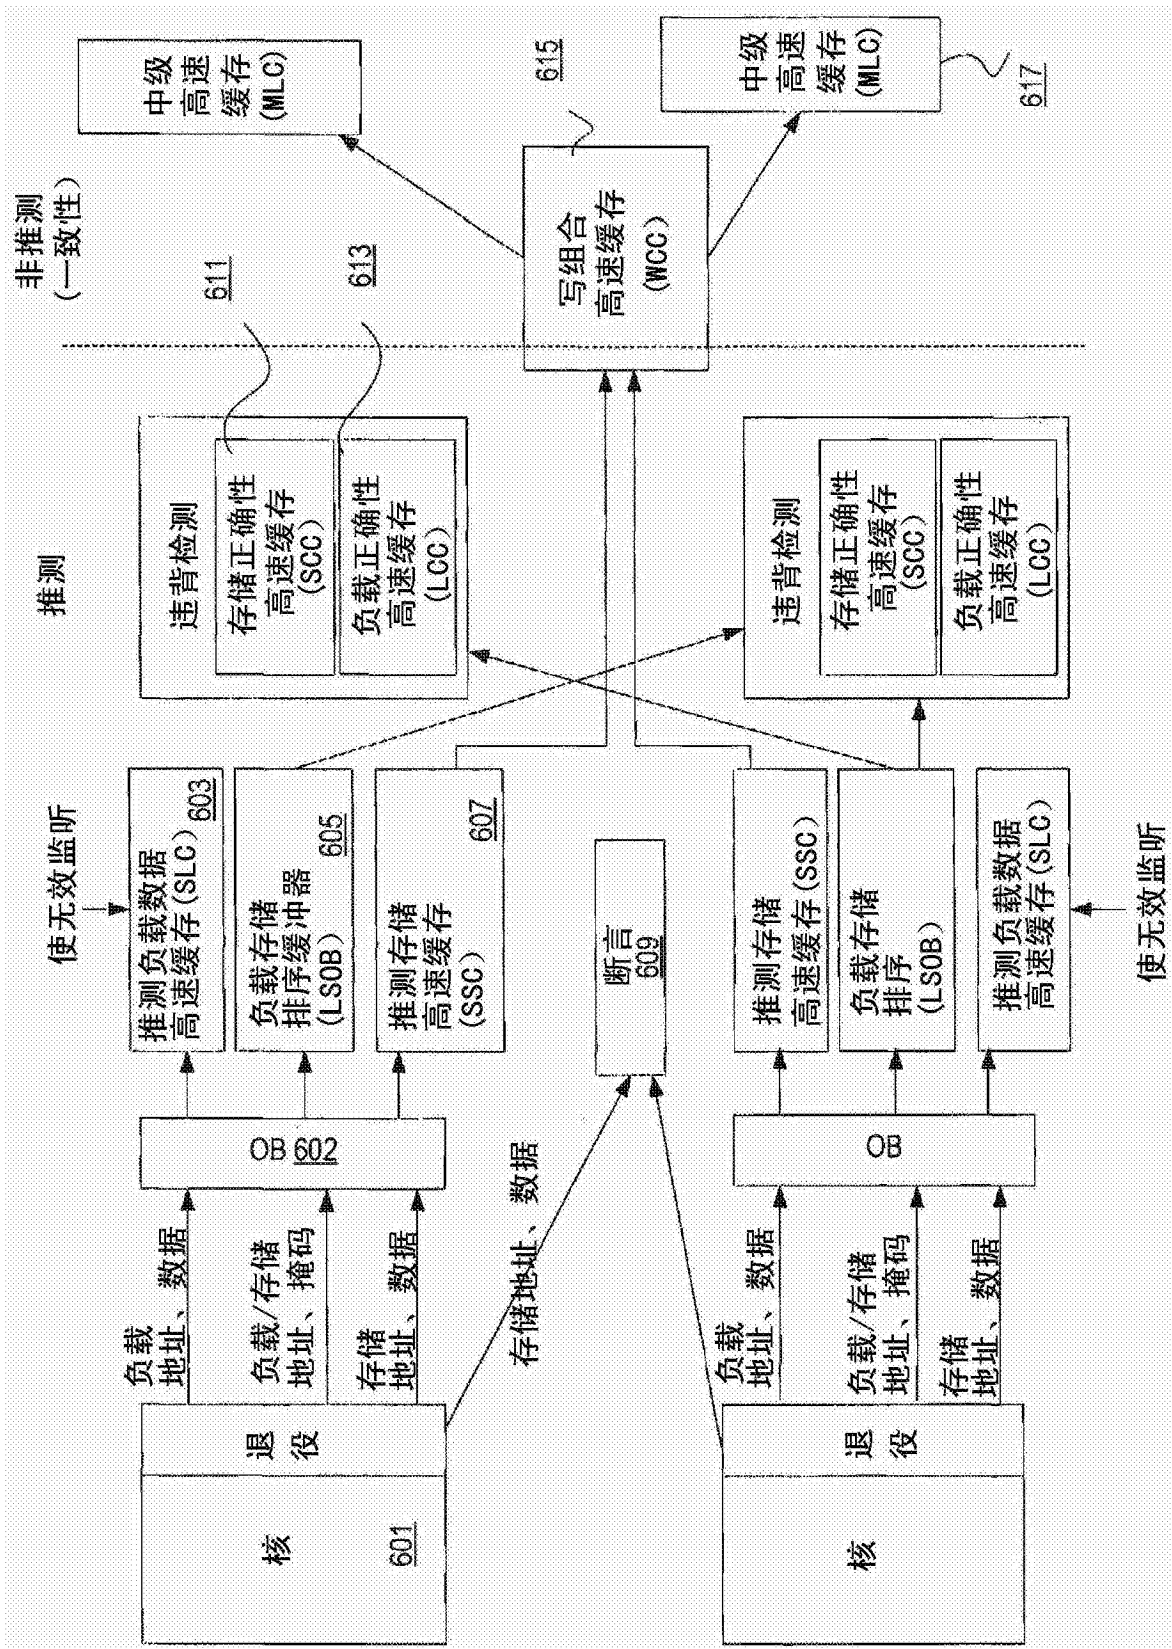 非推测
(一致性)
推测
中级
高速
缓存
(MLC)
615
中级
高速
缓存
(MLC)
617
写组合
高速缓存
(WCC)
611
613
违背检测
存储正确性
高速缓存
(SCC)
负载正确性
高速缓存
(LCC)
违背检测
存储正确性
高速缓存
(SCC)
负载正确性
高速缓存
(LCC)
使无效监听
推测负载数据
高速缓存(SLC) 603
负载存储
排序缓冲器
(LSOB) 605
推测存储
高速缓存
(SSC) 607
断言
609
推测存储
高速缓存(SSC)
负载存储
排序
(LSOB)
推测负载数据
高速缓存(SLC)
使无效监听
OB 602
OB
负载
地址、数据
负载/存储
地址、掩码
存储
地址、数据
存储地址、数据
负载
地址、数据
负载/存储
地址、掩码
存储
地址、数据
退役
核
601
退役
核